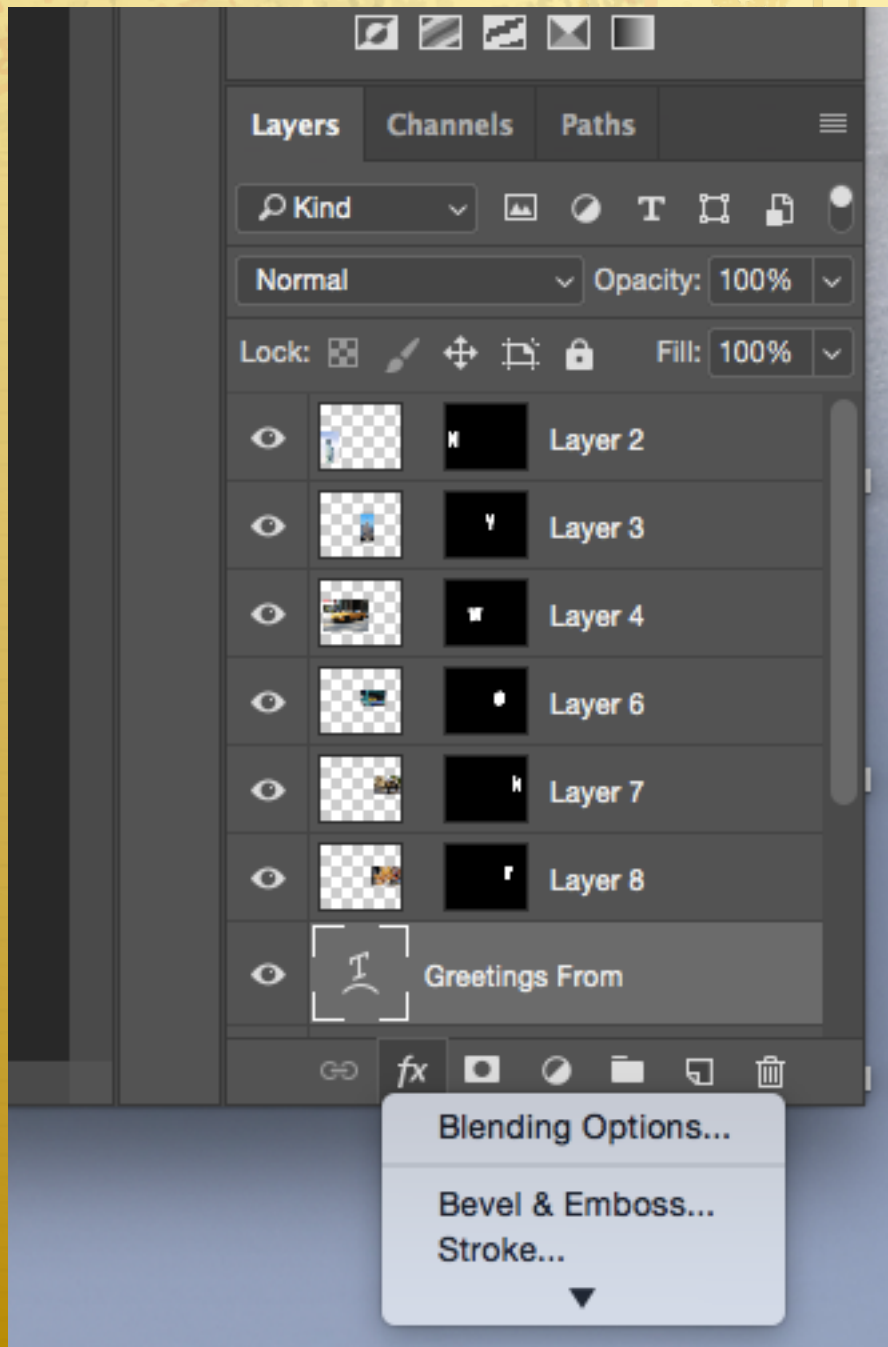 Layers Channels Paths
Kind T
Normal Opacity: 100%
Lock: Fill: 100%
N Layer 2
Y Layer 3
W Layer 4
O Layer 6
K Layer 7
r Layer 8
T Greetings From
fx
Blending Options...
Bevel & Emboss...
Stroke...